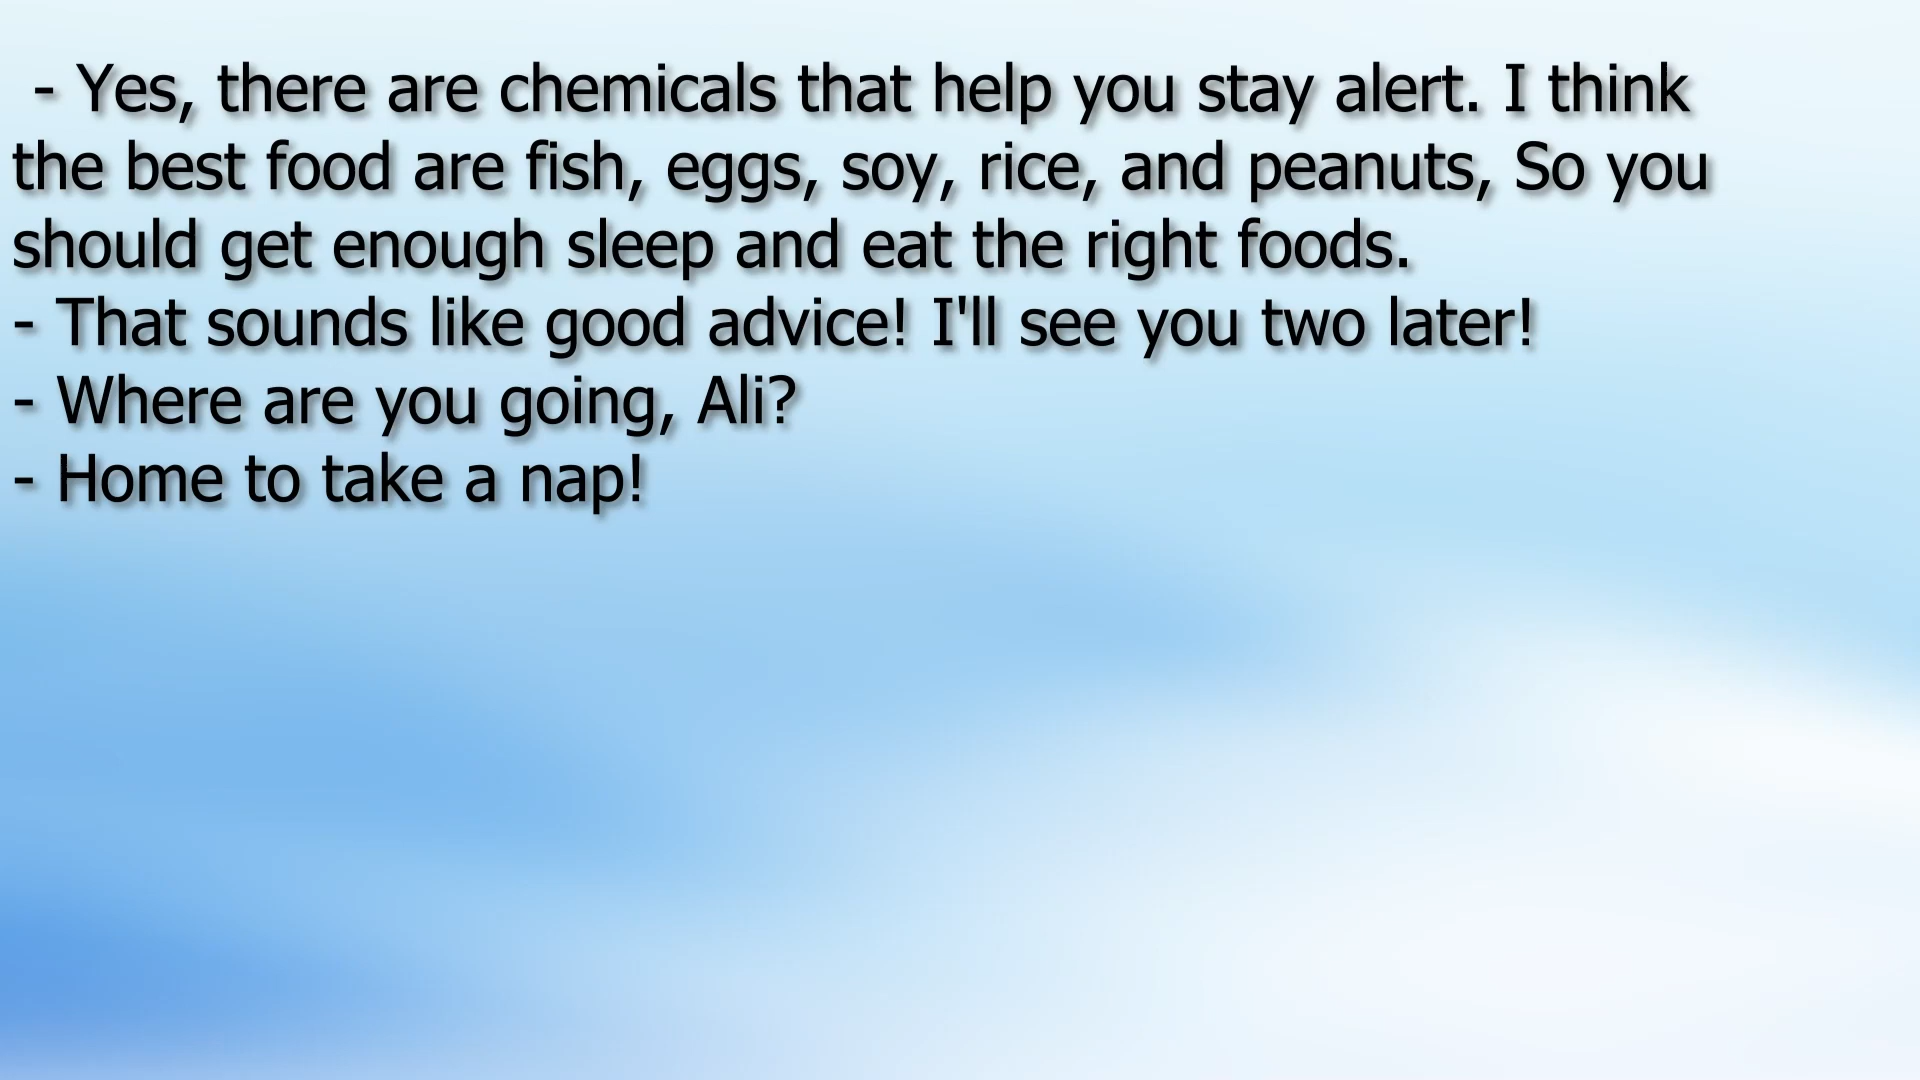 - Yes, there are chemicals that help you stay alert. I think
the best food are fish, eggs, soy, rice, and peanuts, So you
should get enough sleep and eat the right foods.
- That sounds like good advice! I'll see you two later!
- Where are you going, Ali?
- Home to take a nap!